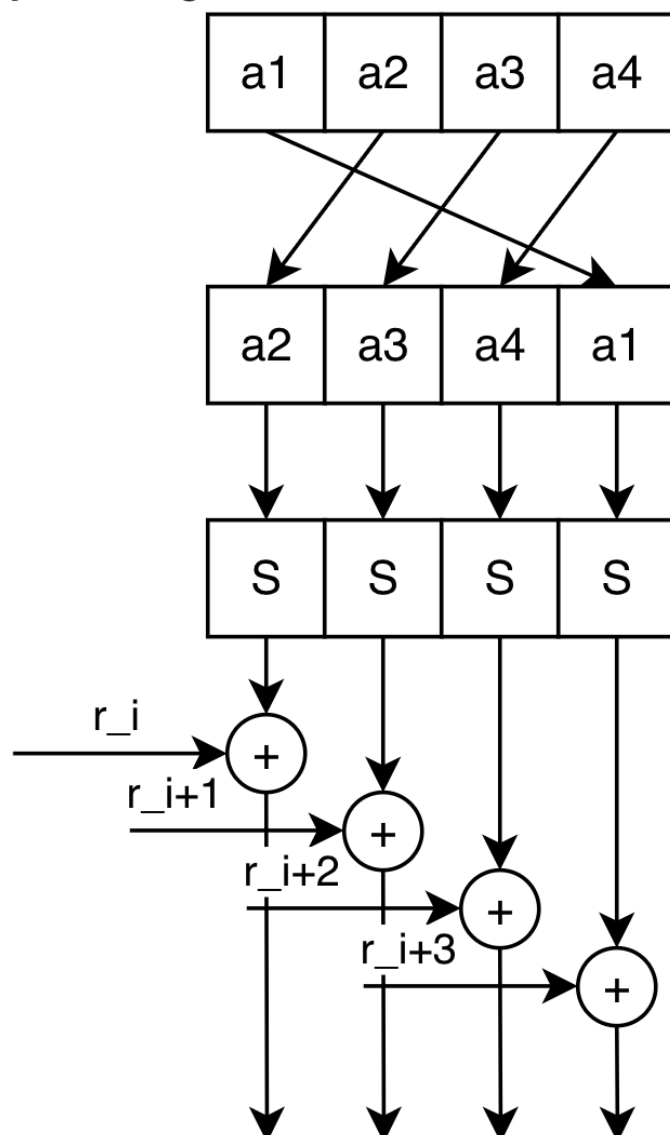 a1 a2 a3 a4
a2 a3 a4 a1
S S S S
r_i
+
r_i+1
+
r_i+2
+
r_i+3
+